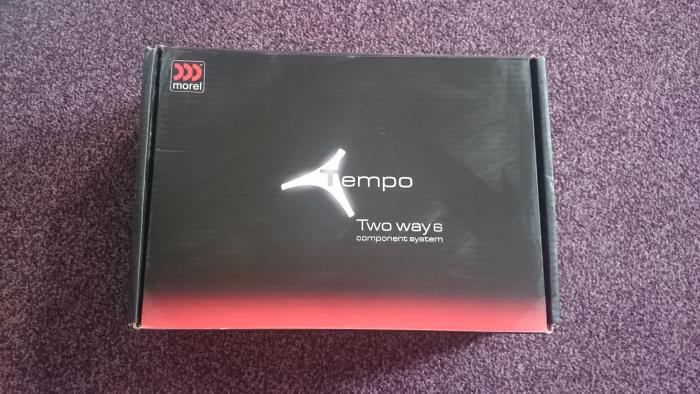 morel
Tempo
Two way 6
component system